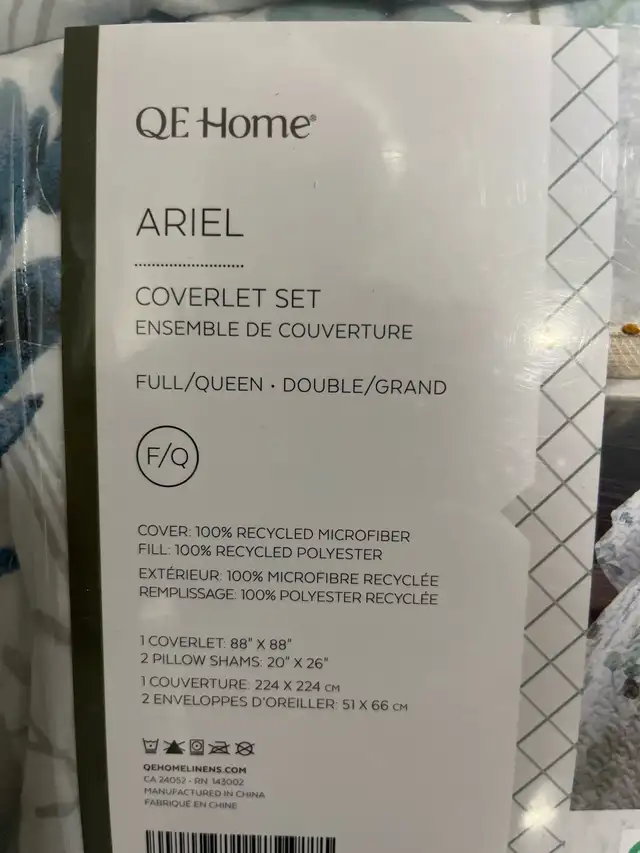 QE Home®
ARIEL
COVERLET SET
ENSEMBLE DE COUVERTURE
FULL/QUEEN • DOUBLE/GRAND
F/Q
COVER: 100% RECYCLED MICROFIBER
FILL: 100% RECYCLED POLYESTER
EXTÉRIEUR: 100% MICROFIBRE RECYCLÉE
REMPLISSAGE: 100% POLYESTER RECYCLÉE
1 COVERLET: 88" X 88"
2 PILLOW SHAMS: 20" X 26"
1 COUVERTURE: 224 X 224 CM
2 ENVELOPPES D'OREILLER: 51 X 66 CM
QEHOMELINENS.COM
CA 24052 - RN 143002
MANUFACTURED IN CHINA
FABRIQUÉ EN CHINE